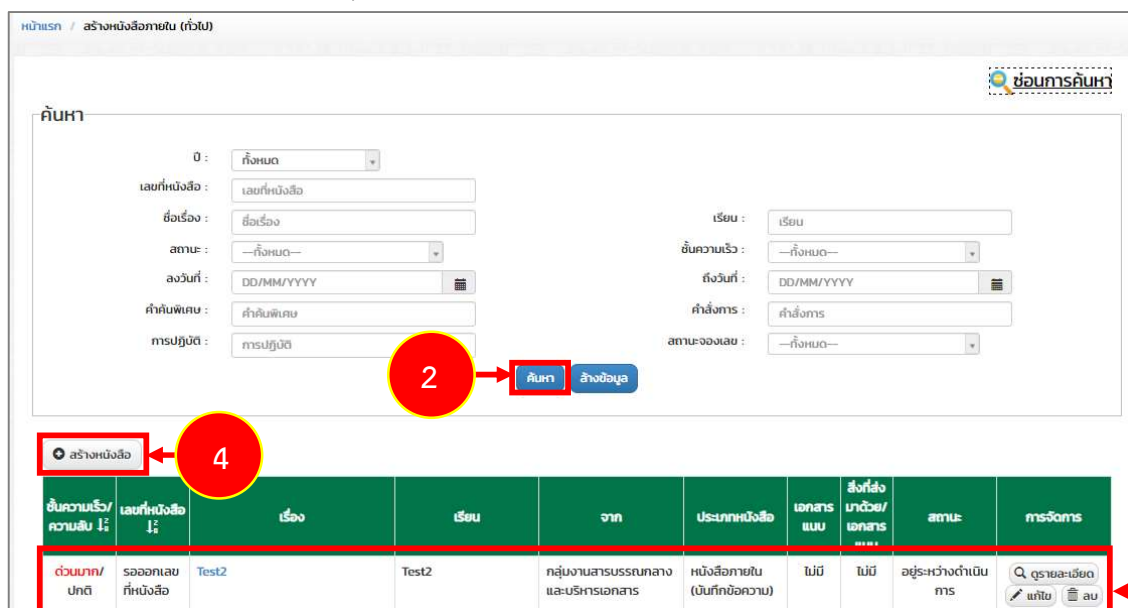 หน้าแรก / สร้างหนังสือภายใน (ทั่วไป)
ซ่อนการค้นหา
ค้นหา
ปี : ทั้งหมด
เลขที่หนังสือ : เลขที่หนังสือ
ชื่อเรื่อง : ชื่อเรื่อง เรียน : เรียน
สถานะ : ---ทั้งหมด--- ชั้นความเร็ว : ---ทั้งหมด---
ลงวันที่ : DD/MM/YYYY ถึงวันที่ : DD/MM/YYYY
คำค้นพิเศษ : คำค้นพิเศษ คำสั่งการ : คำสั่งการ
การปฏิบัติ : การปฏิบัติ สถานะจองเลข : ---ทั้งหมด---
2 ค้นหา ล้างข้อมูล
สร้างหนังสือ 4
ชั้นความเร็ว/ เลขที่หนังสือ เรื่อง เรียน จาก ประเภทหนังสือ เอกสาร สิ่งที่ส่ง สถานะ การจัดการ
ความลับ แนบ มาด้วย/
เอกสาร
ด่วนมาก/ รอออกเลข Test2 Test2 กลุ่มงานสารบรรณกลาง หนังสือภายใน ไม่มี ไม่มี อยู่ระหว่างดำเนิน ดูรายละเอียด
ปกติ ที่หนังสือ และบริหารเอกสาร (บันทึกข้อความ) การ แก้ไข ลบ